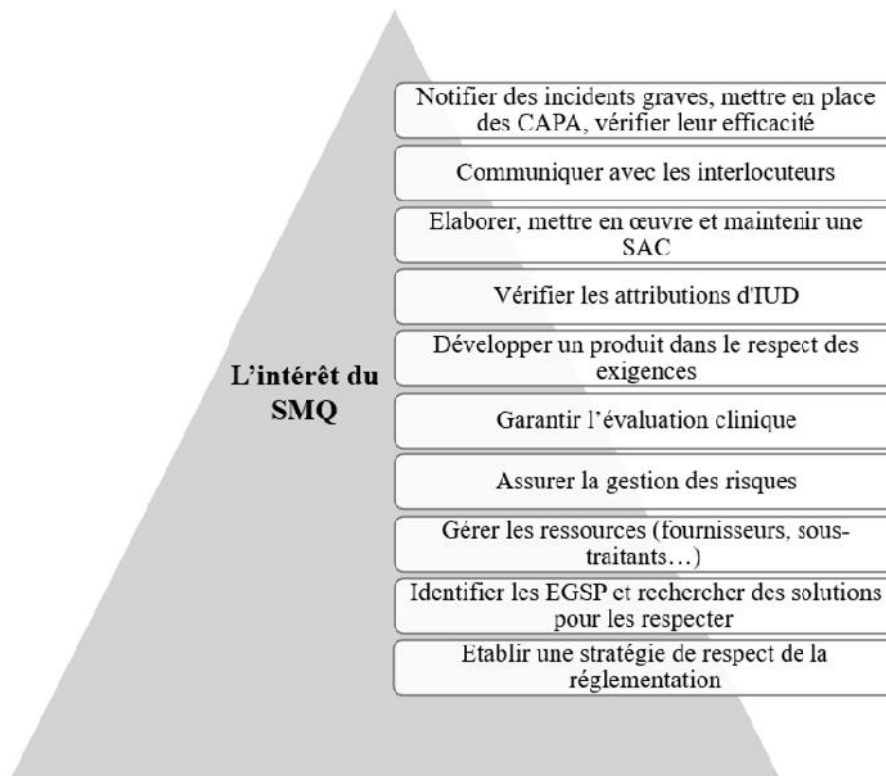 Notifier des incidents graves, mettre en place
des CAPA, vérifier leur efficacité
Communiquer avec les interlocuteurs
Elaborer, mettre en œuvre et maintenir une
SAC
Vérifier les attributions d'IUD
Développer un produit dans le respect des
exigences
L'intérêt du
SMQ
Garantir l'évaluation clinique
Assurer la gestion des risques
Gérer les ressources (fournisseurs, sous-
traitants…)
Identifier les EGSP et rechercher des solutions
pour les respecter
Etablir une stratégie de respect de la
réglementation